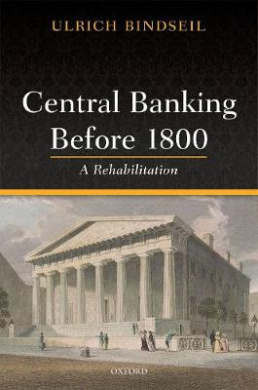 ULRICH BINDSEIL
Central Banking
Before 1800
A Rehabilitation
OXFORD